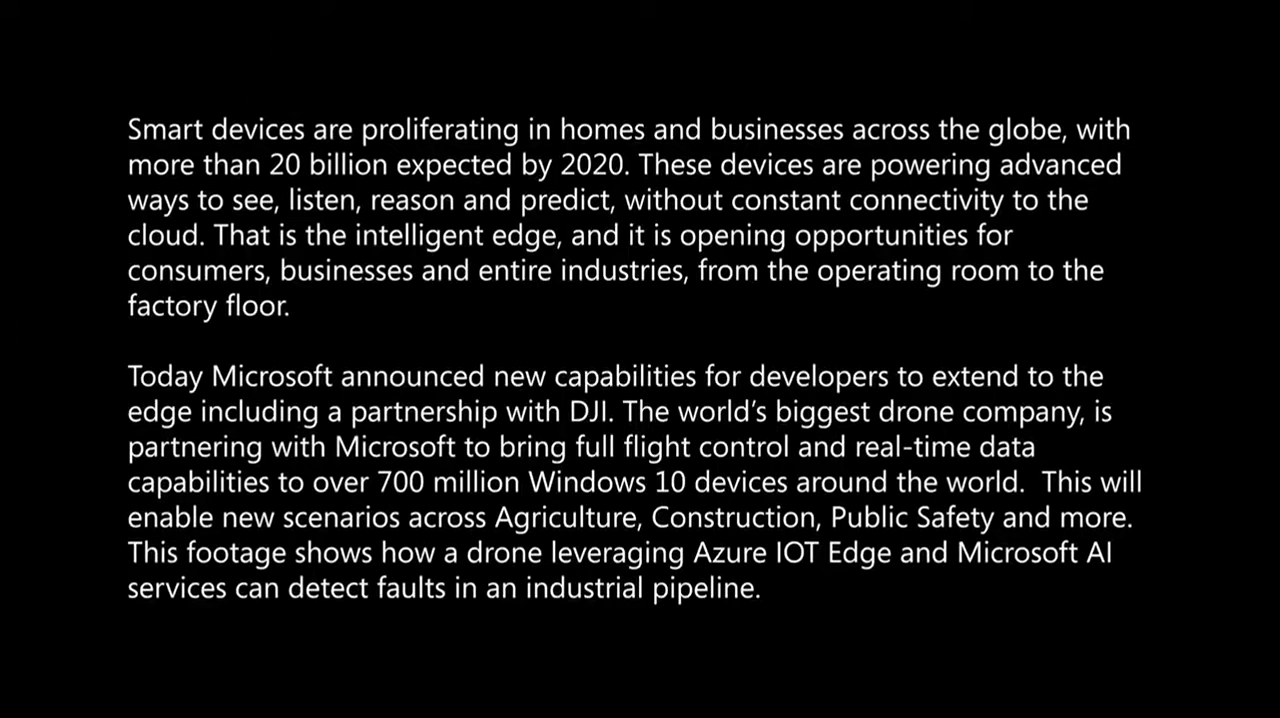 Smart devices are proliferating in homes and businesses across the globe, with
more than 20 billion expected by 2020. These devices are powering advanced
ways to see, listen, reason and predict, without constant connectivity to the
cloud. That is the intelligent edge, and it is opening opportunities for
consumers, businesses and entire industries, from the operating room to the
factory floor.
Today Microsoft announced new capabilities for developers to extend to the
edge including a partnership with DJI. The world’s biggest drone company, is
partnering with Microsoft to bring full flight control and real-time data
capabilities to over 700 million Windows 10 devices around the world.  This will
enable new scenarios across Agriculture, Construction, Public Safety and more.
This footage shows how a drone leveraging Azure IOT Edge and Microsoft AI
services can detect faults in an industrial pipeline.